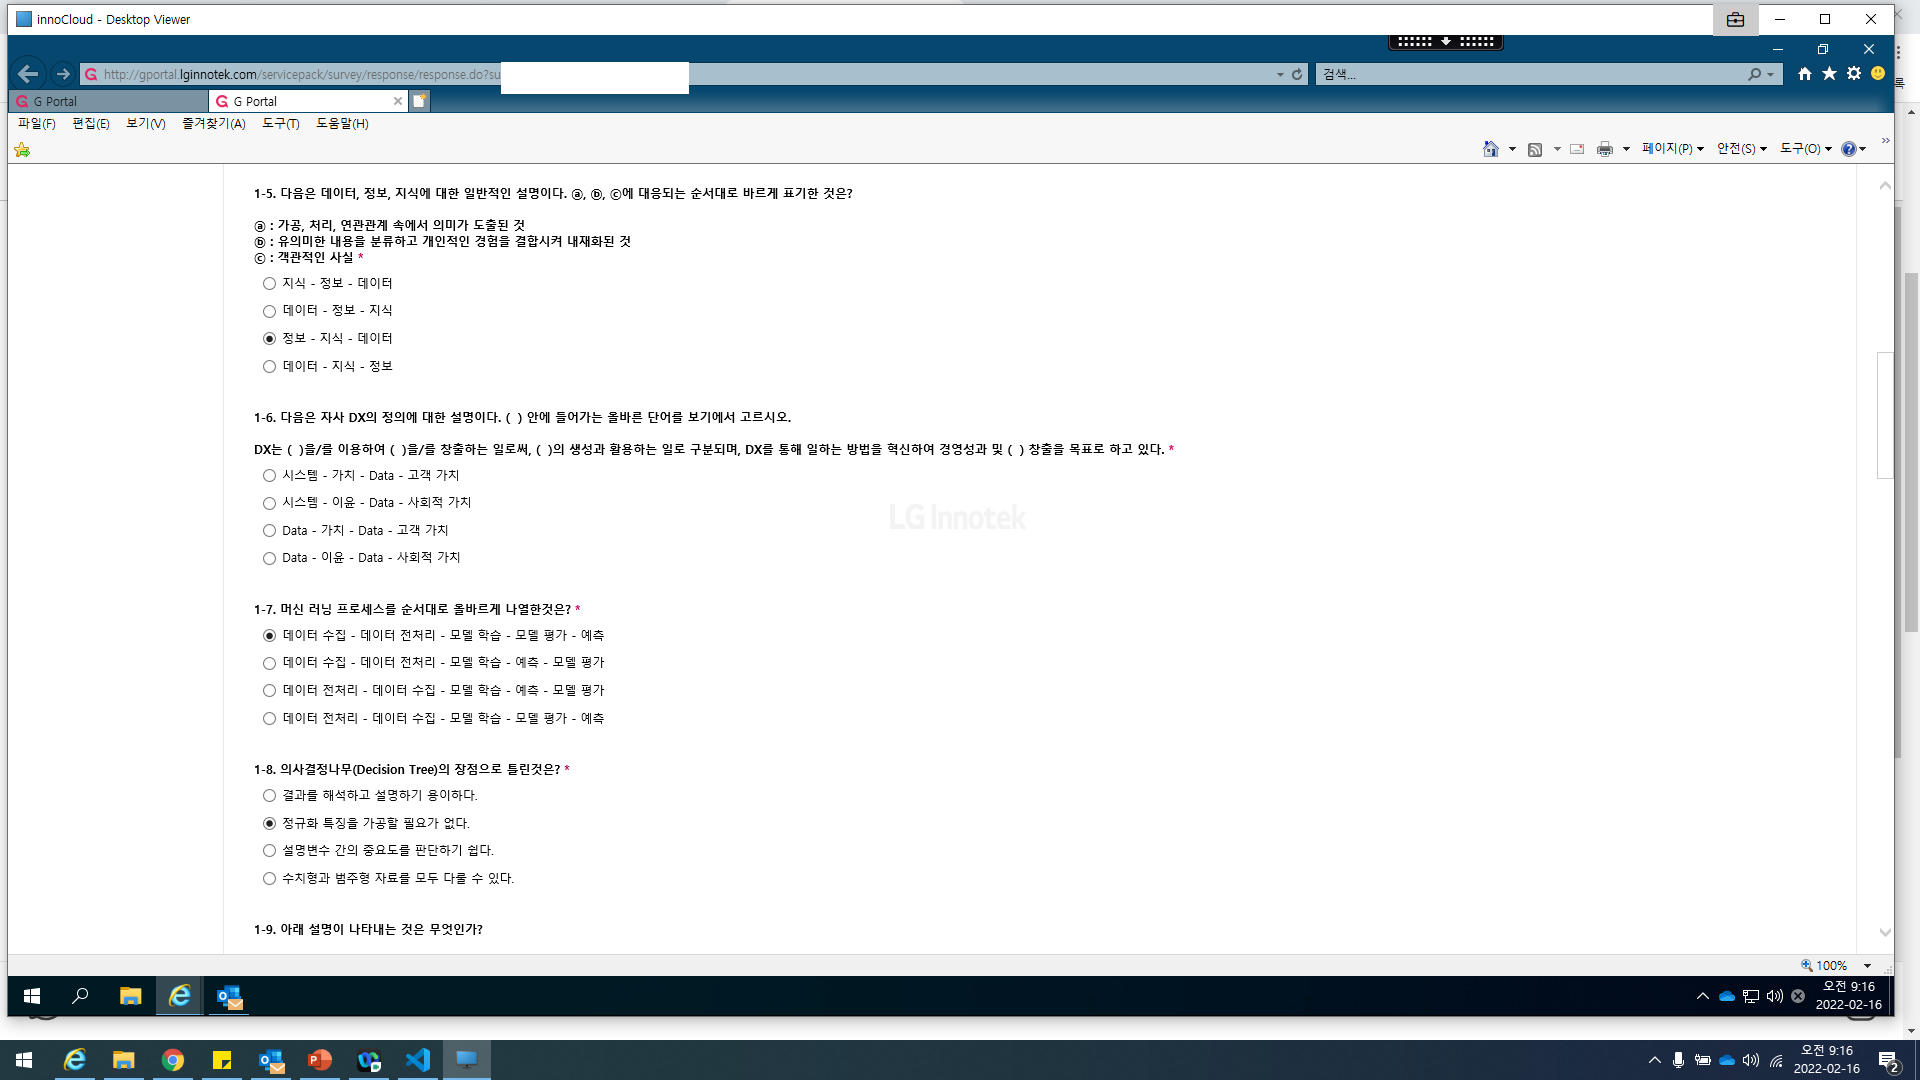 innoCloud - Desktop Viewer
http://gportal.lginnotek.com/servicepack/survey/response/response.do?su
검색...
G Portal
G Portal
파일(F) 편집(E) 보기(V) 즐겨찾기(A) 도구(T) 도움말(H)
페이지(P) 안전(S) 도구(O)
1-5. 다음은 데이터, 정보, 지식에 대한 일반적인 설명이다. ⓐ, ⓑ, ⓒ에 대응되는 순서대로 바르게 표기한 것은?
ⓐ : 가공, 처리, 연관관계 속에서 의미가 도출된 것
ⓑ : 유의미한 내용을 분류하고 개인적인 경험을 결합시켜 내재화된 것
ⓒ : 객관적인 사실 *
지식 - 정보 - 데이터
데이터 - 정보 - 지식
정보 - 지식 - 데이터
데이터 - 지식 - 정보
1-6. 다음은 자사 DX의 정의에 대한 설명이다. ( ) 안에 들어가는 올바른 단어를 보기에서 고르시오.
DX는 ( )을/를 이용하여 ( )을/를 창출하는 일로써, ( )의 생성과 활용하는 일로 구분되며, DX를 통해 일하는 방법을 혁신하여 경영성과 및 ( ) 창출을 목표로 하고 있다. *
시스템 - 가치 - Data - 고객 가치
시스템 - 이윤 - Data - 사회적 가치
Data - 가치 - Data - 고객 가치
Data - 이윤 - Data - 사회적 가치
LG Innotek
1-7. 머신 러닝 프로세스를 순서대로 올바르게 나열한것은? *
데이터 수집 - 데이터 전처리 - 모델 학습 - 모델 평가 - 예측
데이터 수집 - 데이터 전처리 - 모델 학습 - 예측 - 모델 평가
데이터 전처리 - 데이터 수집 - 모델 학습 - 예측 - 모델 평가
데이터 전처리 - 데이터 수집 - 모델 학습 - 모델 평가 - 예측
1-8. 의사결정나무(Decision Tree)의 장점으로 틀린것은? *
결과를 해석하고 설명하기 용이하다.
정규화 특징을 가공할 필요가 없다.
설명변수 간의 중요도를 판단하기 쉽다.
수치형과 범주형 자료를 모두 다룰 수 있다.
1-9. 아래 설명이 나타내는 것은 무엇인가?
100%
오전 9:16
2022-02-16
오전 9:16
2022-02-16
2